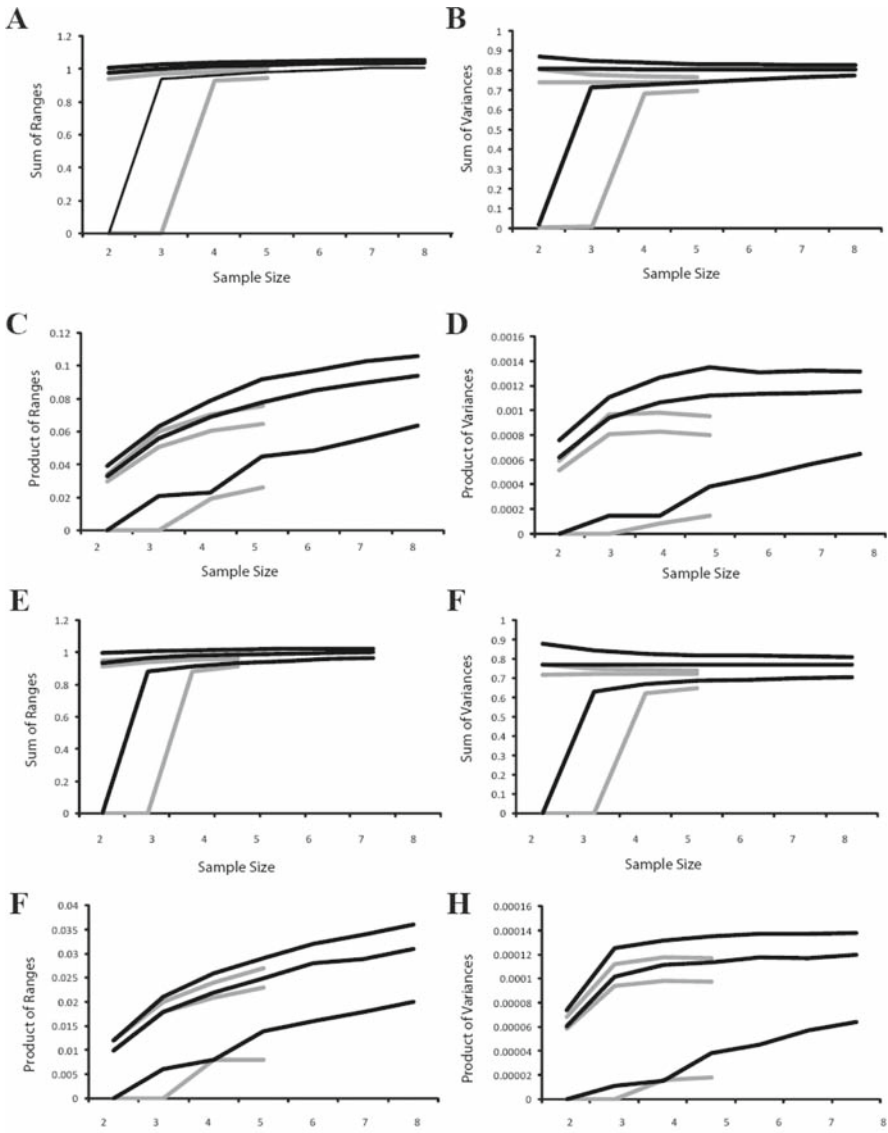 A
Sum of Ranges
1.2
1
0.8
0.6
0.4
0.2
0
2 3 4 5 6 7 8
Sample Size
B
Sum of Variances
1
0.9
0.8
0.7
0.6
0.5
0.4
0.3
0.2
0.1
0
2 3 4 5 6 7 8
Sample Size
C
Product of Ranges
0.12
0.1
0.08
0.06
0.04
0.02
0
2 3 4 5 6 7 8
Sample Size
D
Product of Variances
0.0016
0.0014
0.0012
0.001
0.0008
0.0006
0.0004
0.0002
0
2 3 4 5 6 7 8
Sample Size
E
Sum of Ranges
1.2
1
0.8
0.6
0.4
0.2
0
2 3 4 5 6 7 8
Sample Size
F
Sum of Variances
1
0.9
0.8
0.7
0.6
0.5
0.4
0.3
0.2
0.1
0
2 3 4 5 6 7 8
Sample Size
F
Product of Ranges
0.04
0.035
0.03
0.025
0.02
0.015
0.01
0.005
0
2 3 4 5 6 7 8
Sample Size
H
Product of Variances
0.00016
0.00014
0.00012
0.0001
0.00008
0.00006
0.00004
0.00002
0
2 3 4 5 6 7 8
Sample Size